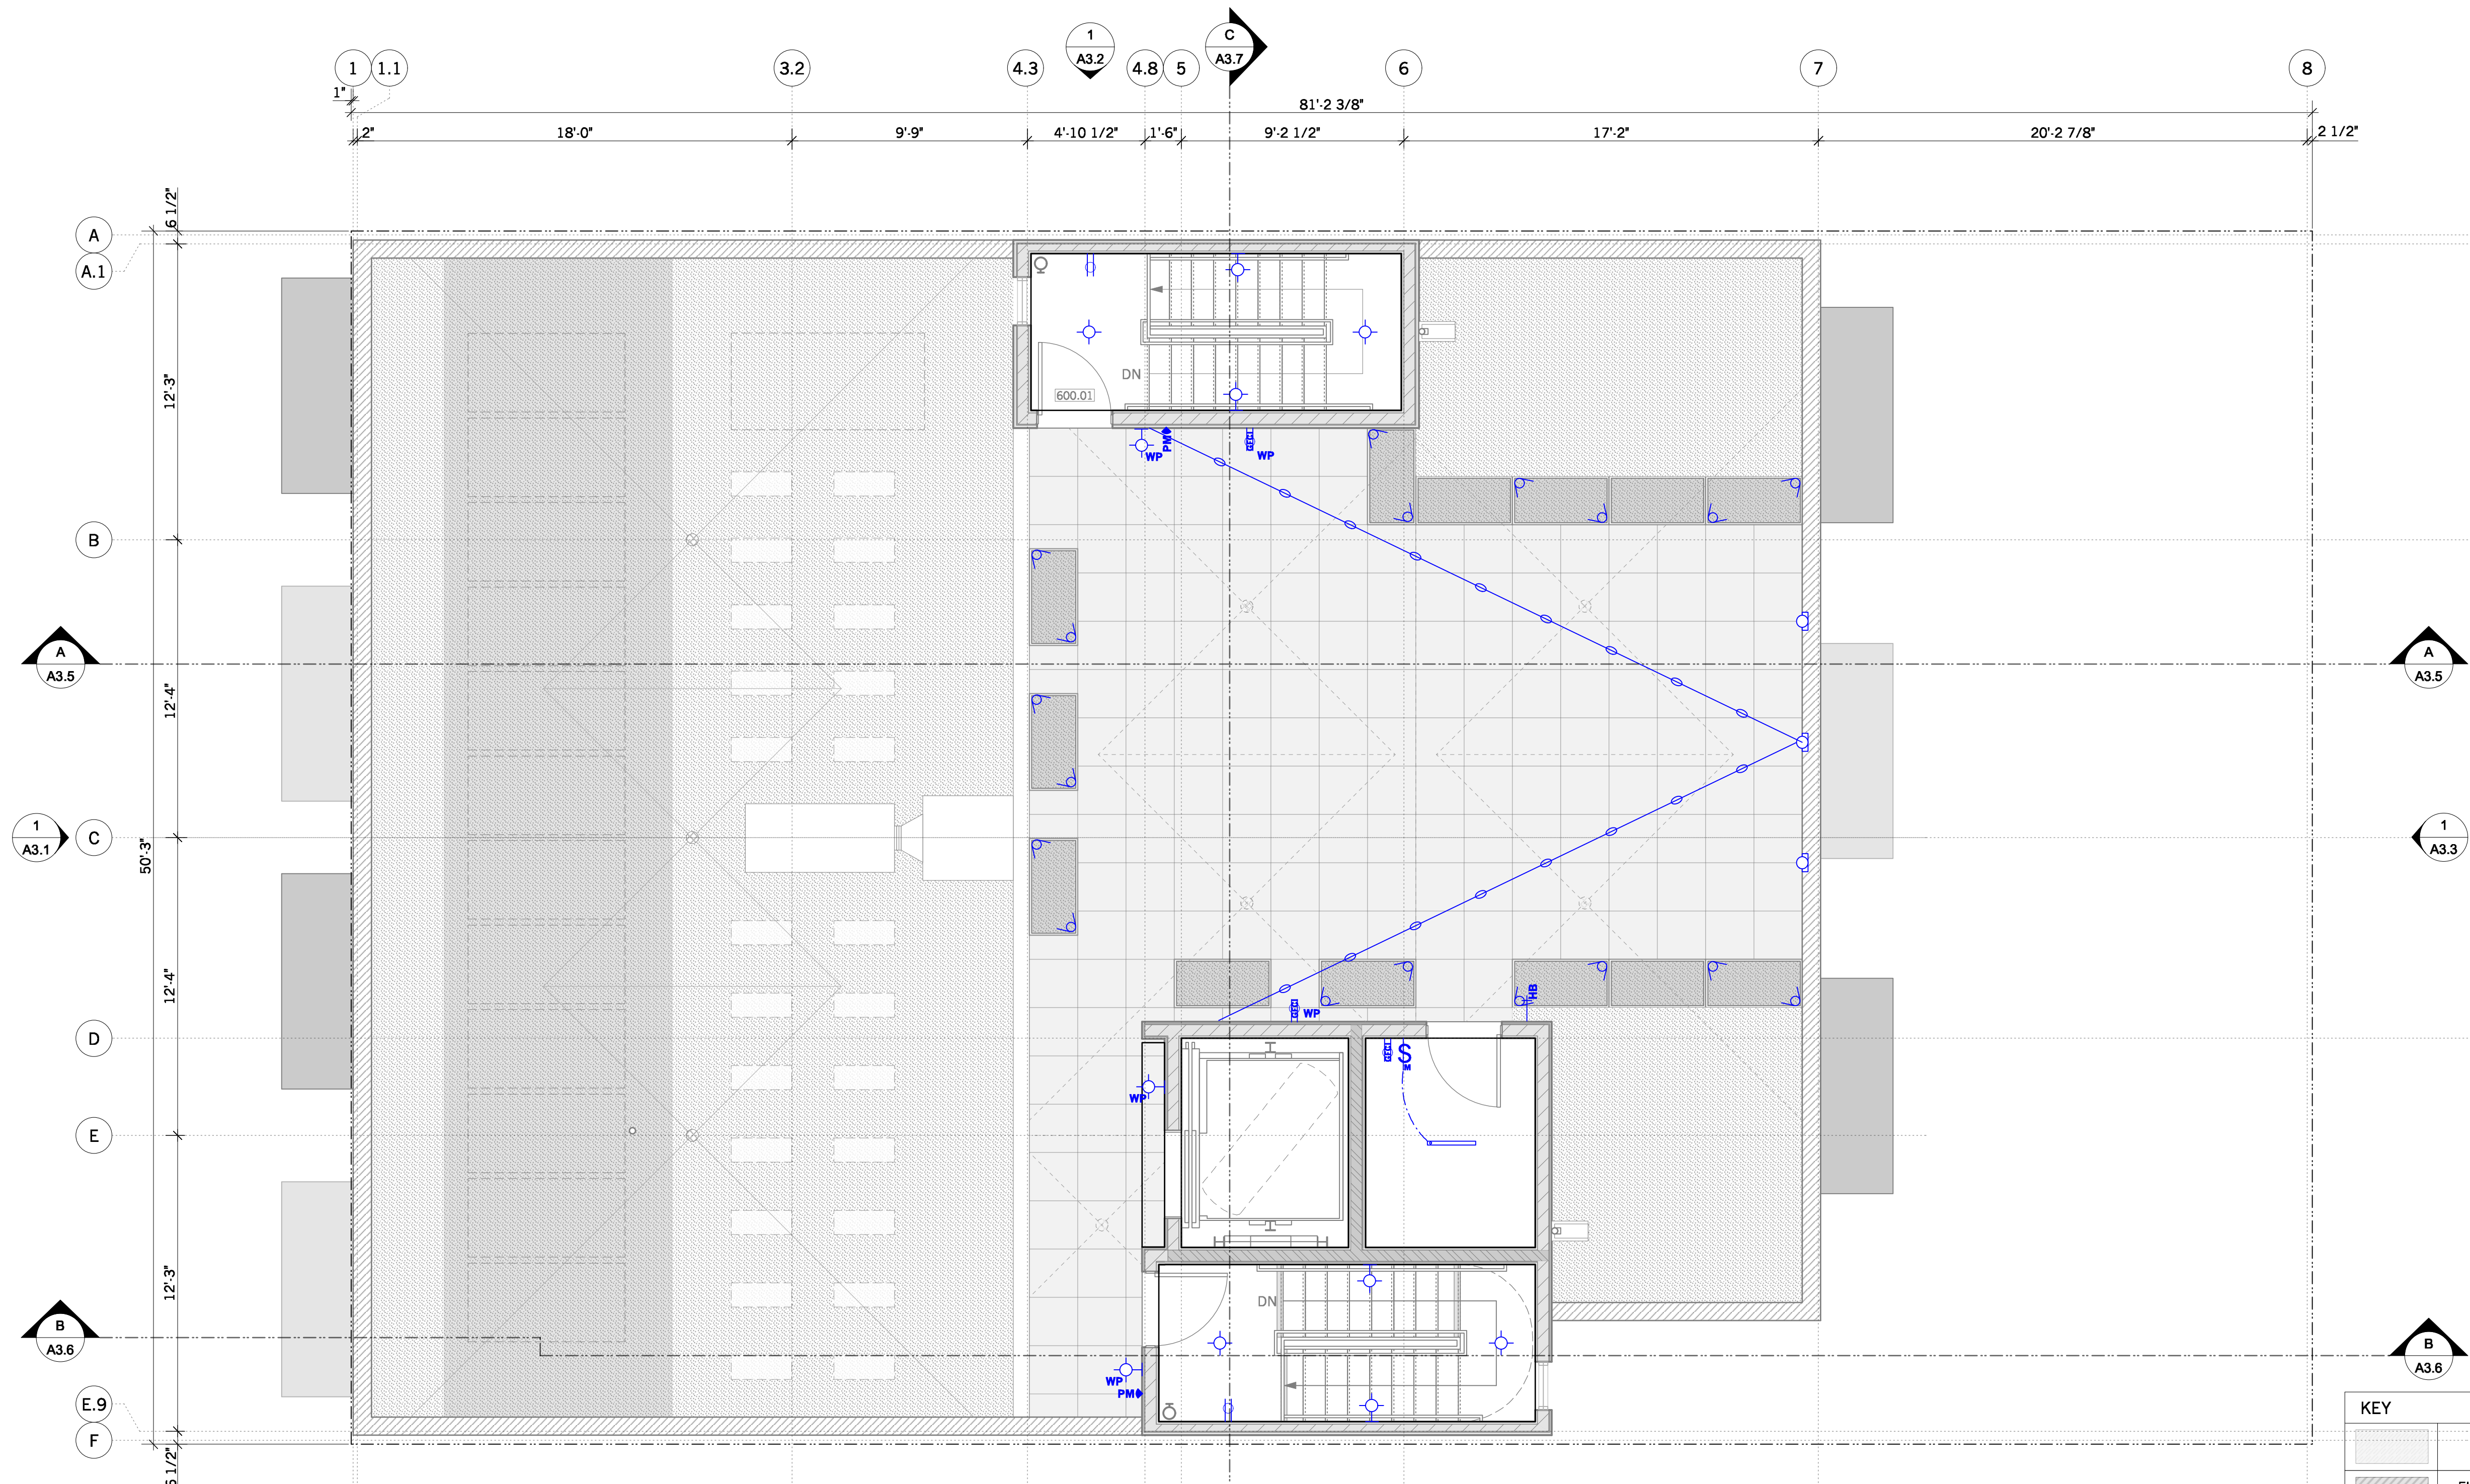 1
A3.2
C
A3.7
1
1.1
3.2
4.3
4.8
5
6
7
8
1"
81'-2 3/8"
2"
18'-0"
9'-9"
4'-10 1/2"
1'-6"
9'-2 1/2"
17'-2"
20'-2 7/8"
2 1/2"
6 1/2"
A
A.1
12'-3"
DN
600.01
WP
PM
GFCI
WP
B
A
A3.5
12'-4"
A
A3.5
1
A3.1
C
50'-3"
1
A3.3
12'-4"
HB
GFCI
WP
D
GFCI
S
M
WP
E
12'-3"
DN
B
A3.6
B
A3.6
WP
PM
E.9
F
KEY